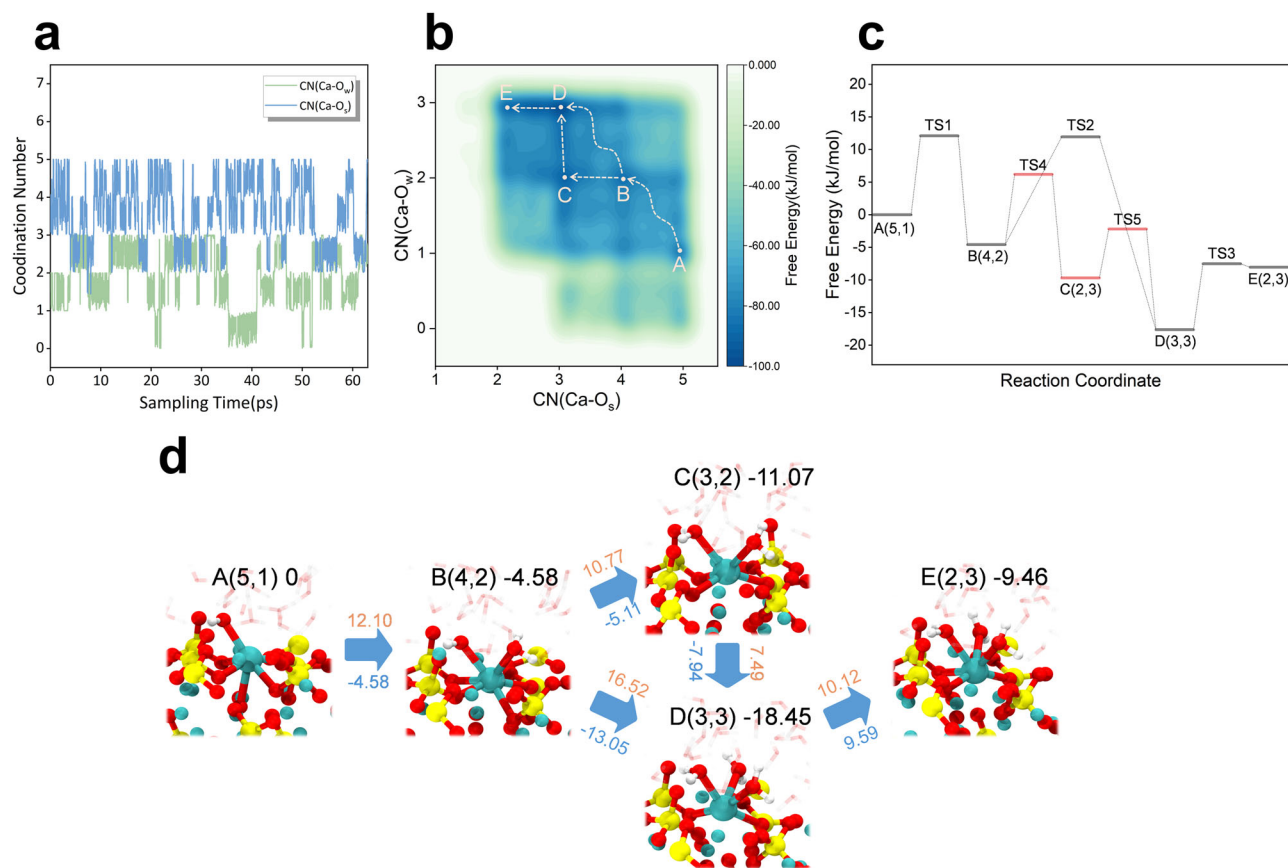 a
7
6
5
4
3
2
1
0
Coodination Number
CN(Ca-Ow)
CN(Ca-Os)
0
10
20
30
40
50
60
Sampling Time(ps)
b
3
2
1
0
CN(Ca-Ow)
E
D
C
B
A
1
2
3
4
5
CN(Ca-Os)
0.000
-20.00
-40.00
-60.00
-80.00
-100.0
Free Energy(kJ/mol)
c
20
15
10
5
0
-5
-10
-15
-20
Free Energy (kJ/mol)
TS1
TS2
TS4
A(5,1)
TS5
B(4,2)
TS3
C(2,3)
E(2,3)
D(3,3)
Reaction Coordinate
d
C(3,2) -11.07
A(5,1) 0
B(4,2) -4.58
E(2,3) -9.46
10.77
-5.11
12.10
-4.58
-7.94
7.49
16.52
-13.05
10.12
9.59
D(3,3) -18.45